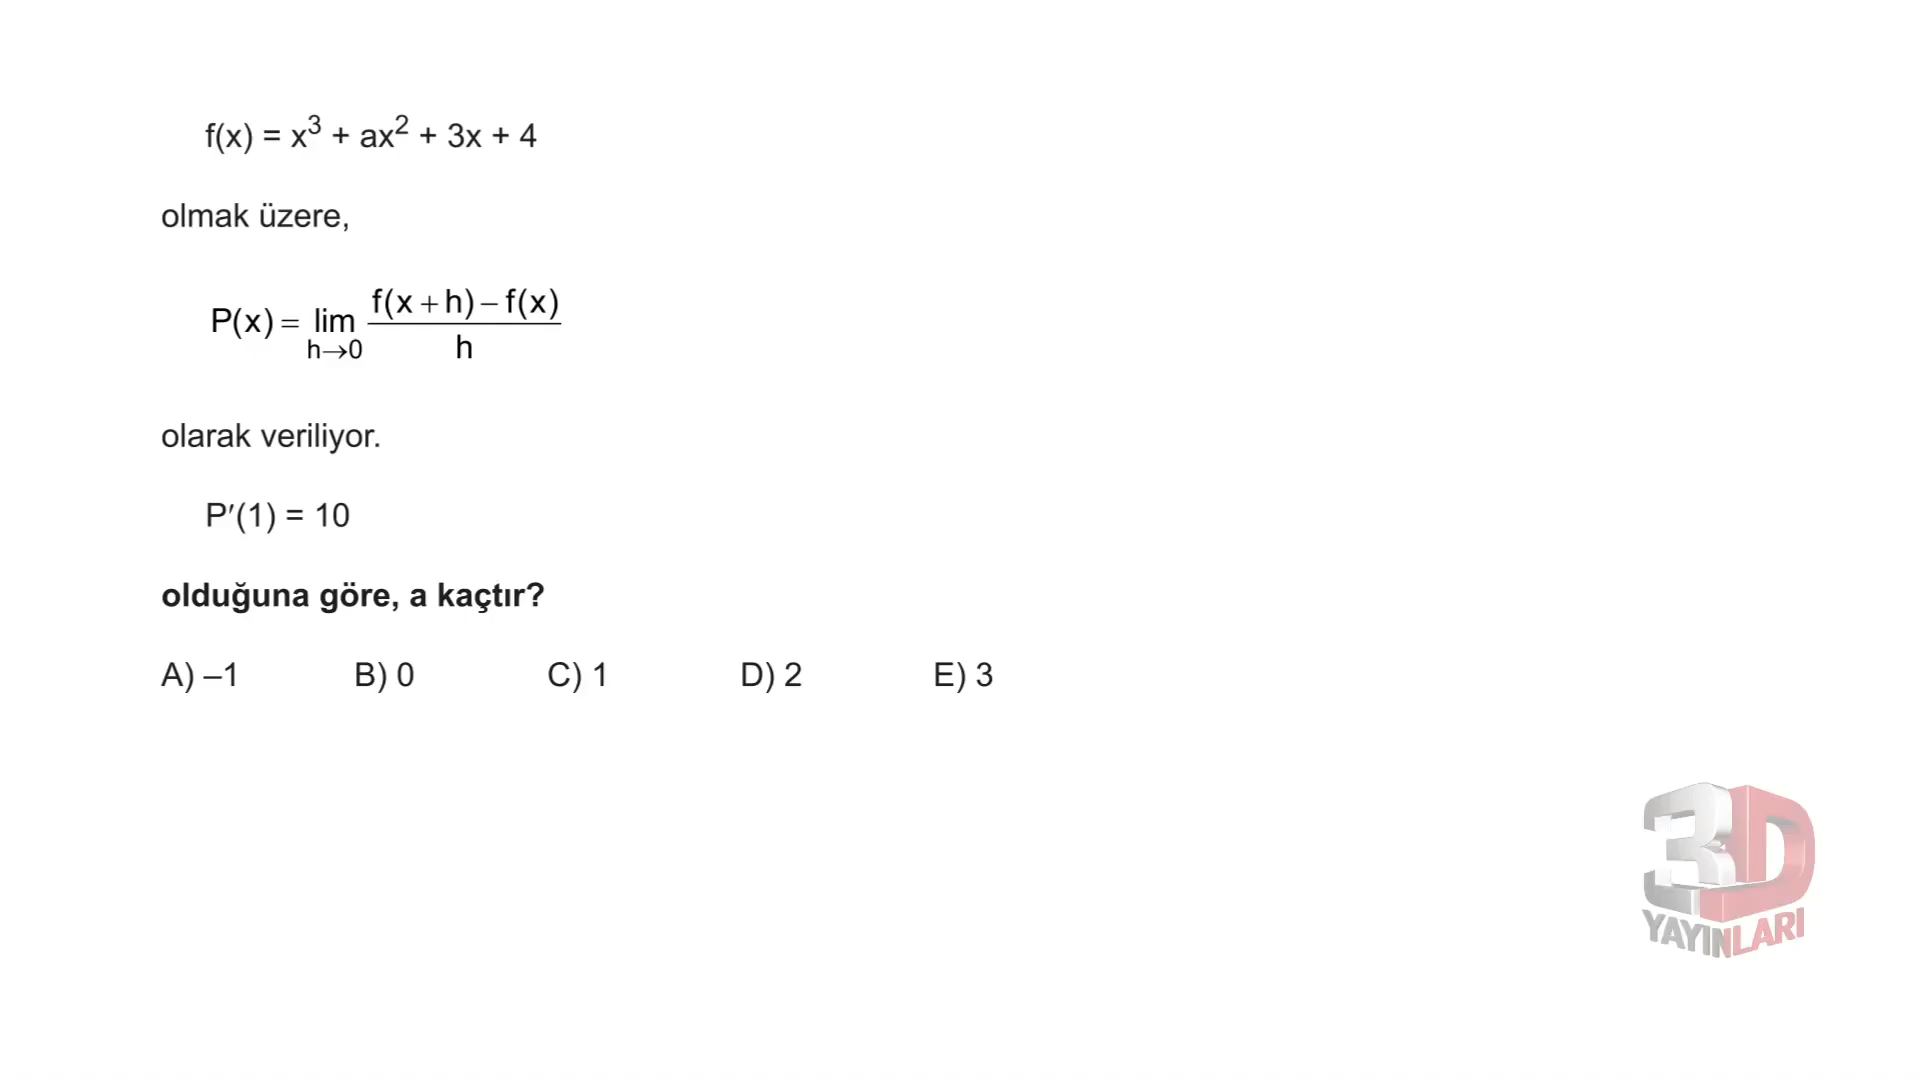 f(x) = x³ + ax² + 3x + 4
olmak üzere,
P(x) = lim h→0 f(x + h) – f(x) / h
olarak veriliyor.
P′(1) = 10
olduğuna göre, a kaçtır?
A) –1 B) 0 C) 1 D) 2 E) 3
3D
YAYINLARI